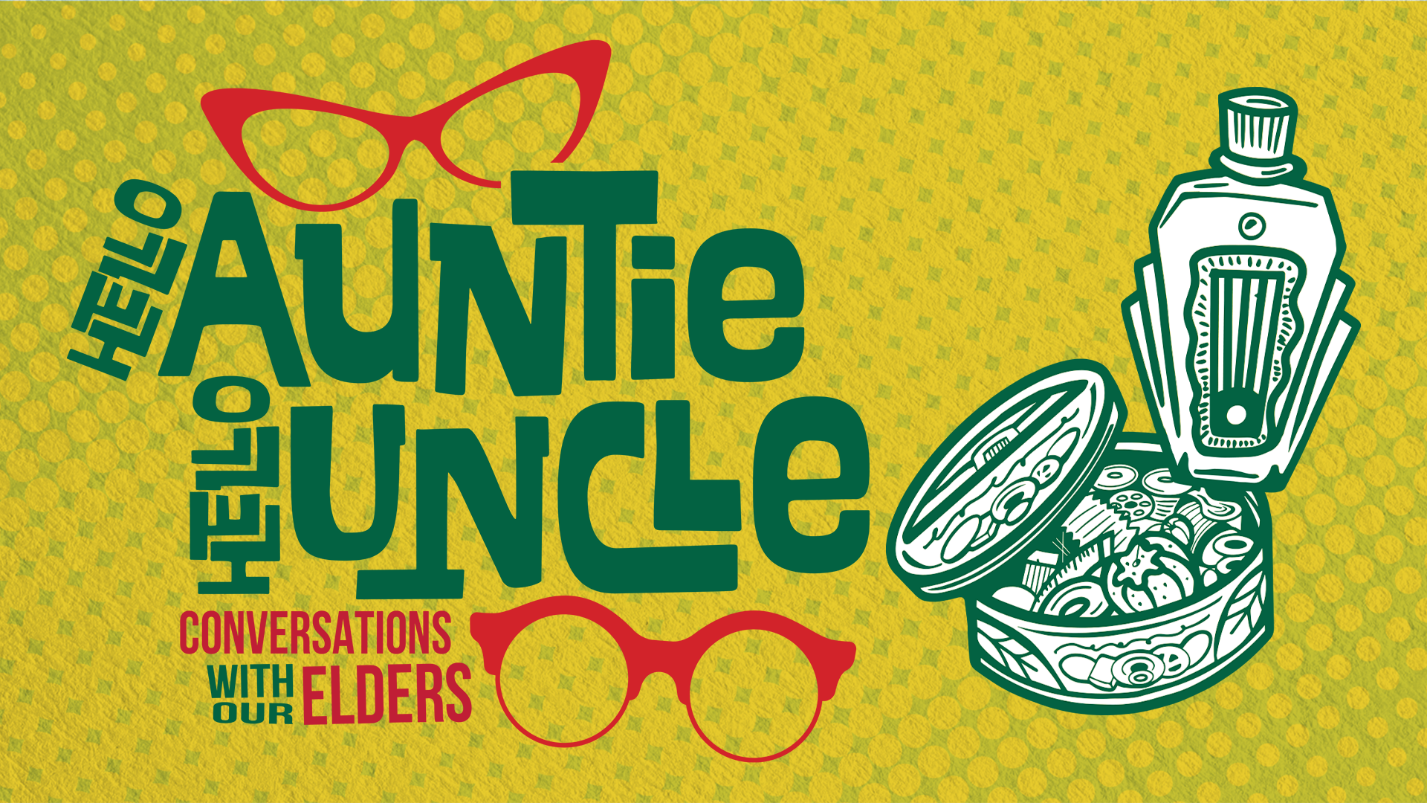 HELLO
AUNTie
HELLO
UNCLe
CONVERSATIONS
WITH OUR ELDERS